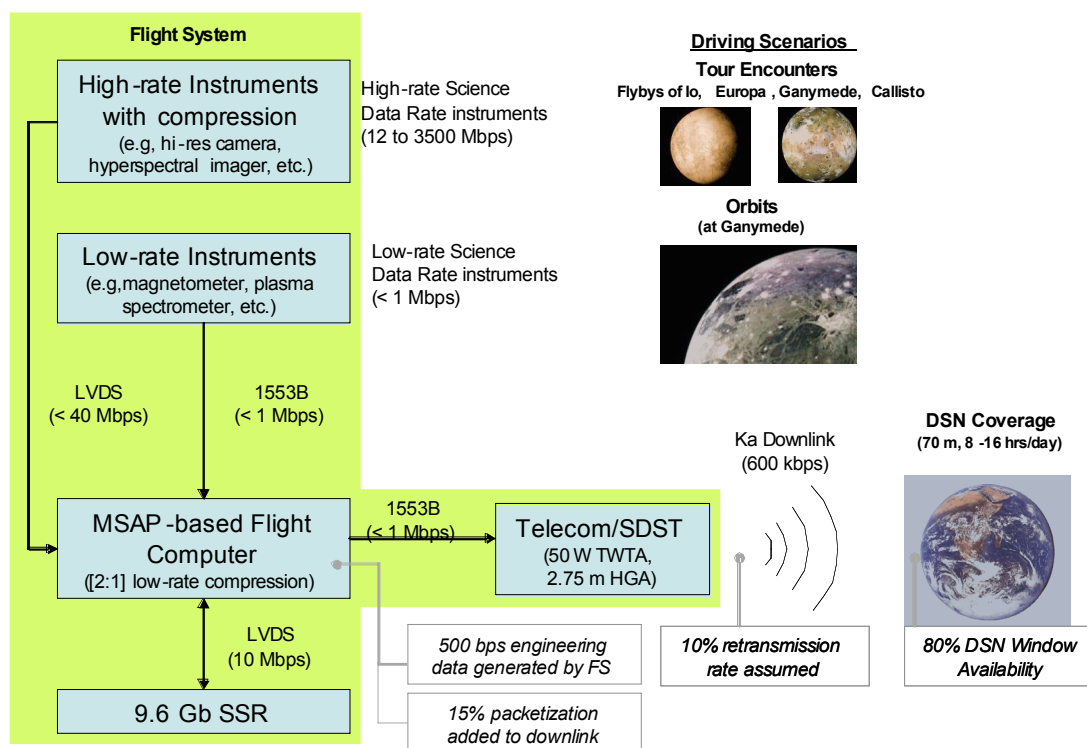 Flight System
High-rate Instruments
with compression
(e.g, hi-res camera,
hyperspectral imager, etc.)
High-rate Science
Data Rate instruments
(12 to 3500 Mbps)
Driving Scenarios
Tour Encounters
Flybys of Io, Europa , Ganymede, Callisto
Orbits
(at Ganymede)
Low-rate Instruments
(e.g,magnetometer, plasma
spectrometer, etc.)
Low-rate Science
Data Rate instruments
(< 1 Mbps)
LVDS
(< 40 Mbps)
1553B
(< 1 Mbps)
MSAP-based Flight
Computer
([2:1] low-rate compression)
1553B
(< 1 Mbps)
Telecom/SDST
(50 W TWTA,
2.75 m HGA)
Ka Downlink
(600 kbps)
DSN Coverage
(70 m, 8 -16 hrs/day)
LVDS
(10 Mbps)
9.6 Gb SSR
500 bps engineering
data generated by FS
15% packetization
added to downlink
10% retransmission
rate assumed
80% DSN Window
Availability